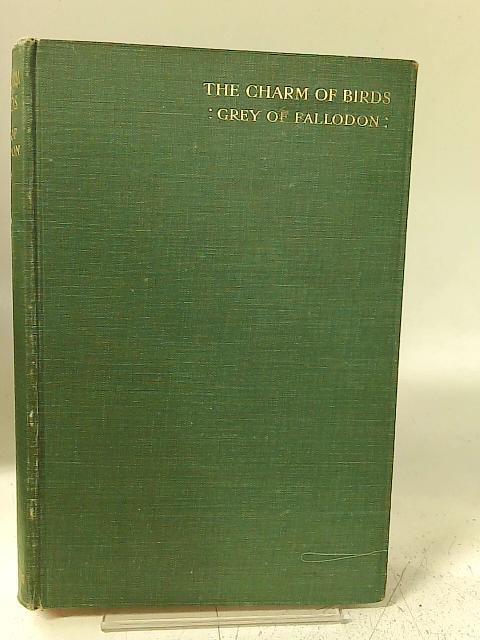 THE CHARM OF BIRDS
: GREY OF FALLODON :